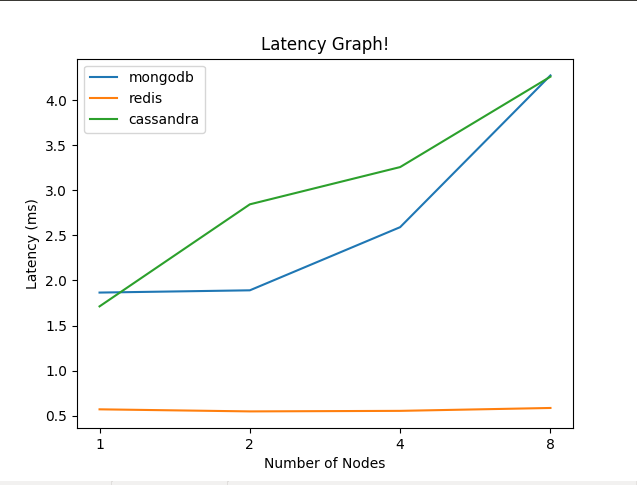 Latency Graph!
mongodb
redis
cassandra
4.0
3.5
3.0
2.5
2.0
1.5
1.0
0.5
Latency (ms)
1 2 4 8
Number of Nodes